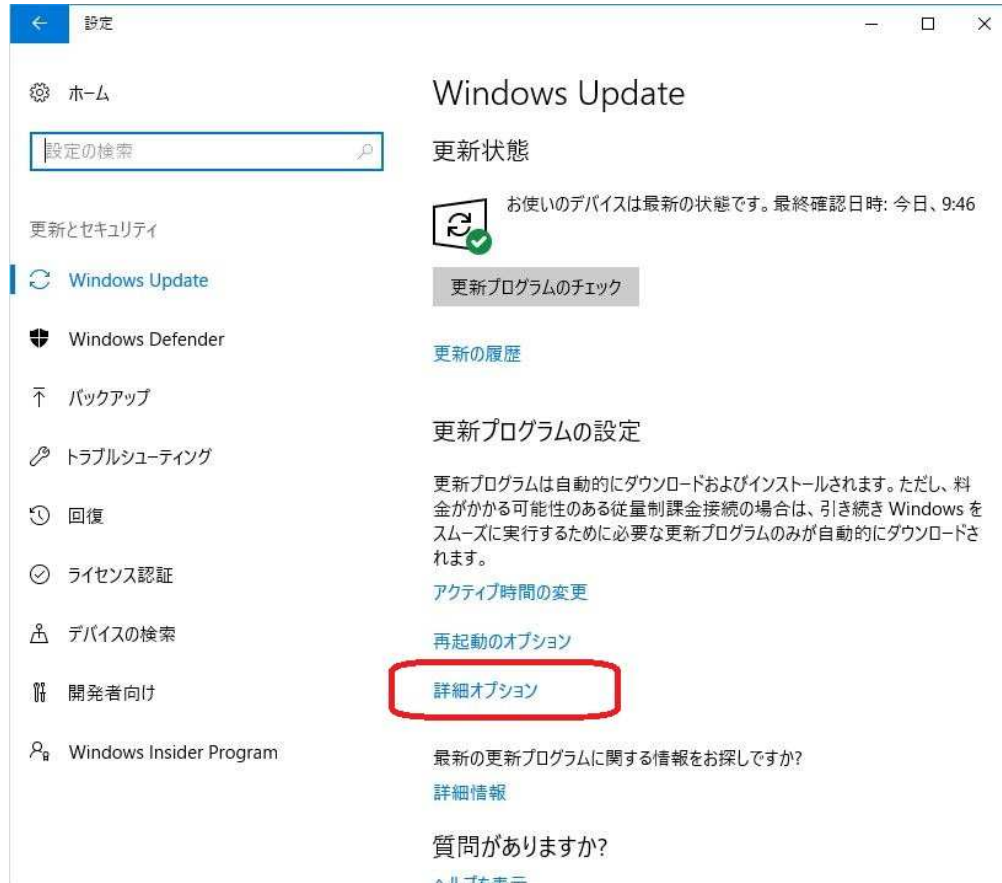 設定
ホーム
設定の検索
更新とセキュリティ
Windows Update
Windows Defender
バックアップ
トラブルシューティング
回復
ライセンス認証
デバイスの検索
開発者向け
Windows Insider Program
Windows Update
更新状態
お使いのデバイスは最新の状態です。最終確認日時: 今日、9:46
更新プログラムのチェック
更新の履歴
更新プログラムの設定
更新プログラムは自動的にダウンロードおよびインストールされます。ただし、料
金がかかる可能性のある従量制課金接続の場合は、引き続き Windows を
スムーズに実行するために必要な更新プログラムのみが自動的にダウンロードさ
れます。
アクティブ時間の変更
再起動のオプション
詳細オプション
最新の更新プログラムに関する情報をお探しですか?
詳細情報
質問がありますか?